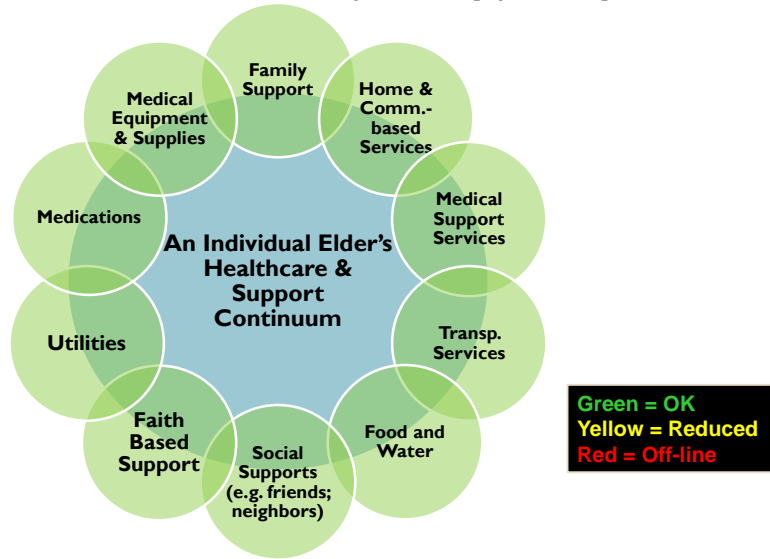 Family
Support
Home &
Comm.-
based
Services
Medical
Support
Services
Transp.
Services
Food and
Water
Social
Supports
(e.g. friends;
neighbors)
Faith
Based
Support
Utilities
Medications
Medical
Equipment
& Supplies
An Individual Elder's
Healthcare &
Support
Continuum
Green = OK
Yellow = Reduced
Red = Off-line